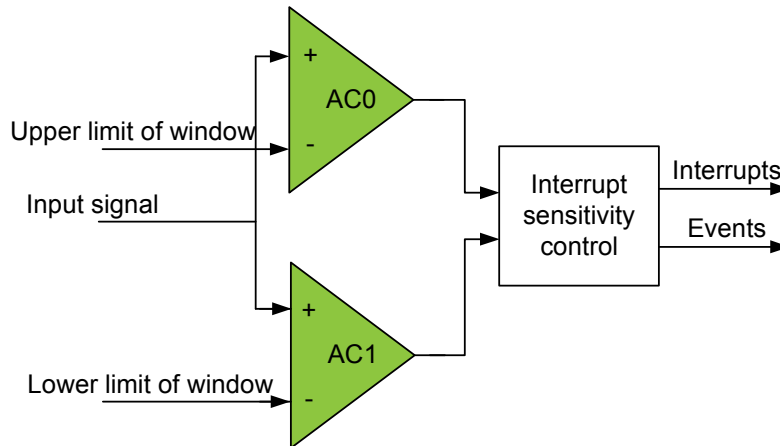 +
AC0
-
Upper limit of window
Input signal
Interrupt
sensitivity
control
Interrupts
Events
+
AC1
-
Lower limit of window